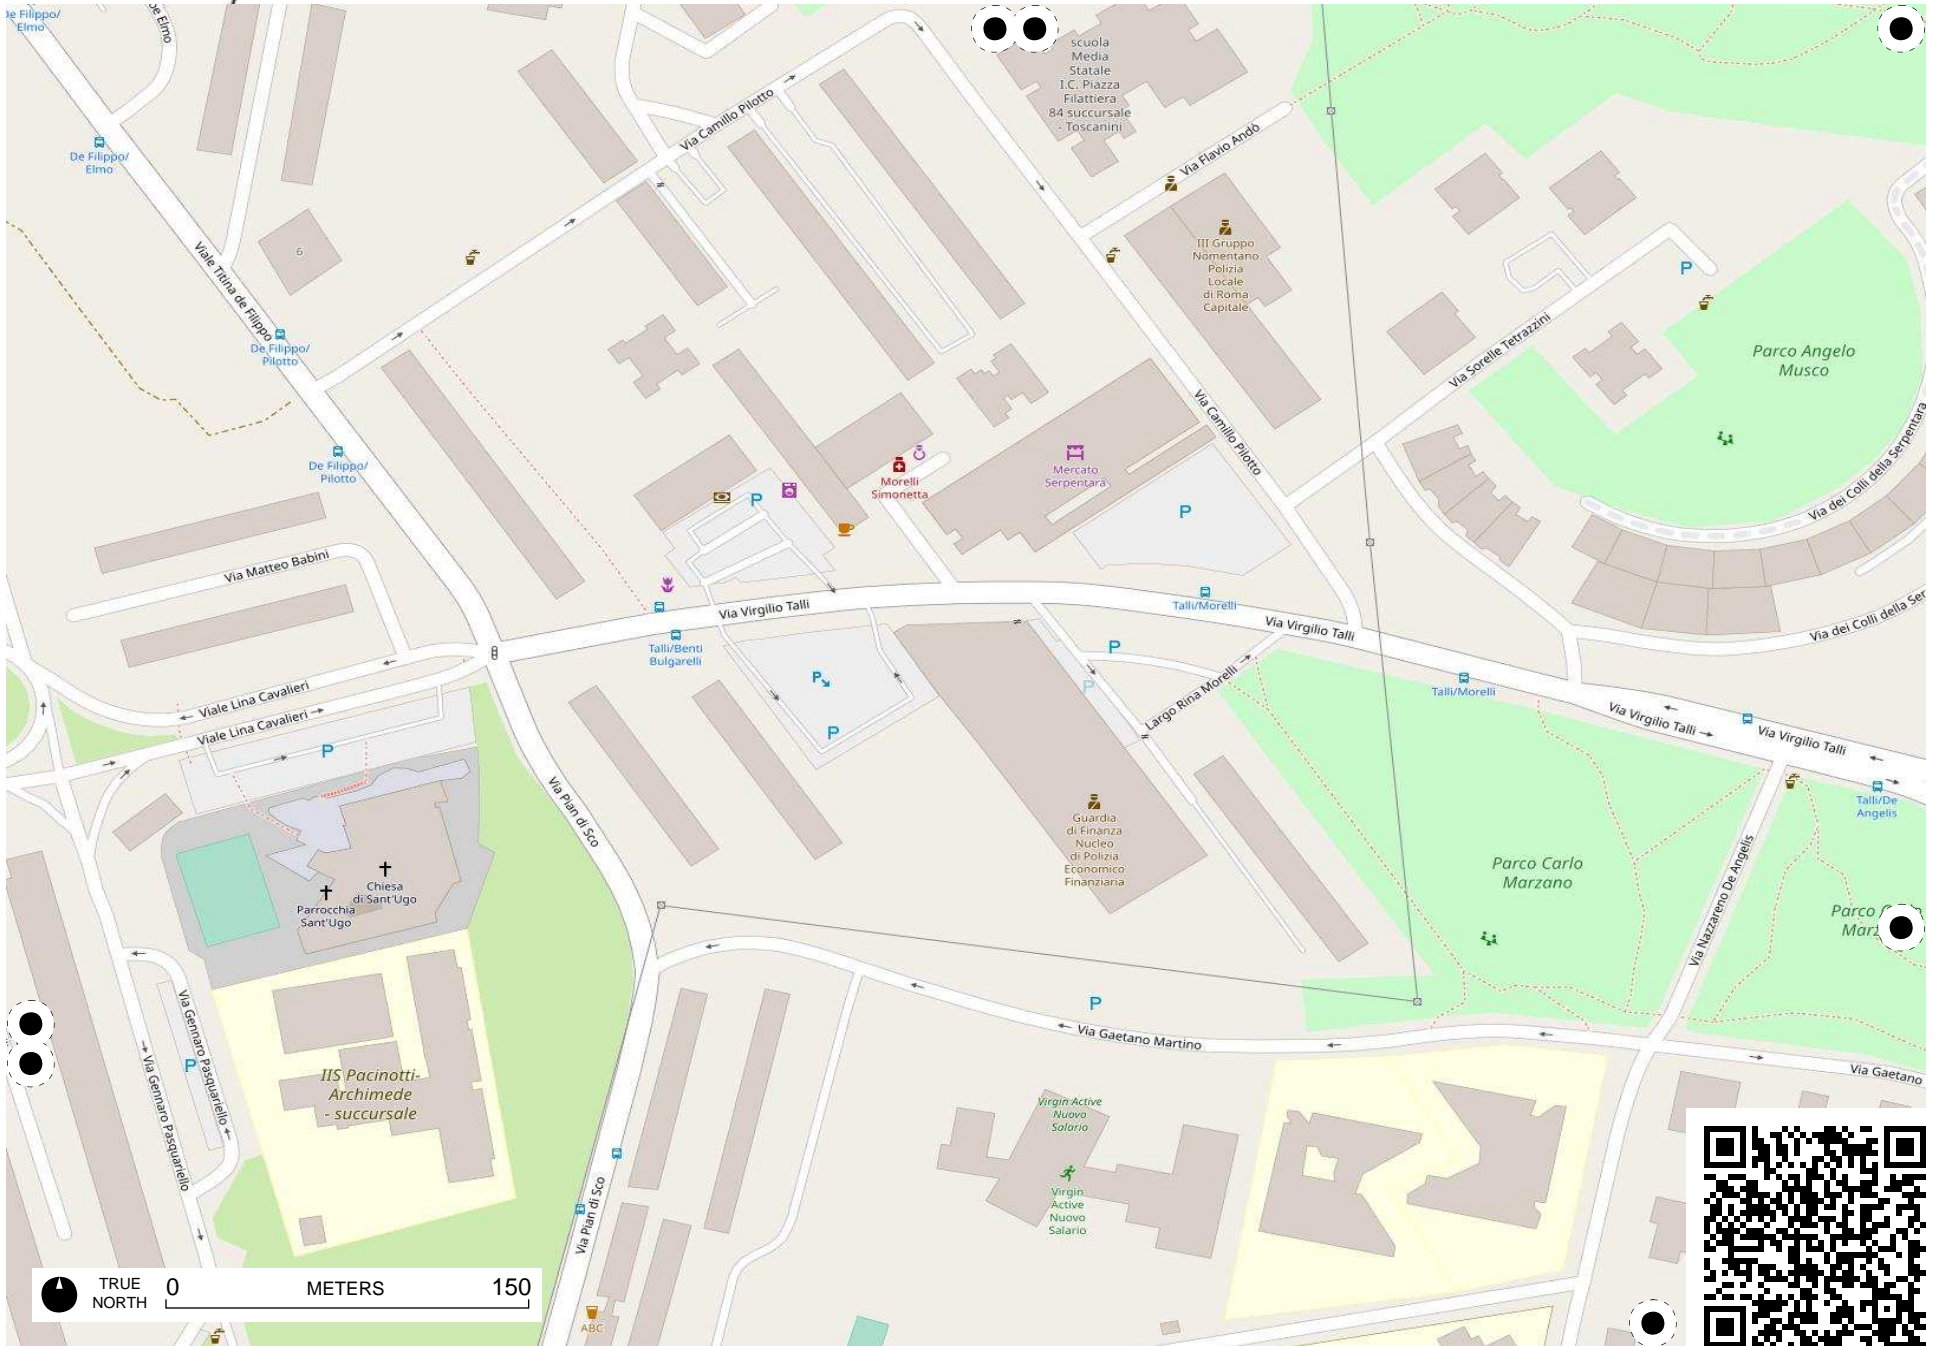 De Filippo/
Elmo
De Filippo/
Elmo
Via Camillo Pilotto
scuola
Media
Statale
I.C. Piazza
Filattiera
84 succursale
- Toscanini
Via Flavio Andò
III Gruppo
Nomentano
Polizia
Locale
di Roma
Capitale
6
Viale Titina de Filippo
De Filippo/
Pilotto
P
Via Sorelle Tetrazzini
Parco Angelo
Musco
Via Camillo Pilotto
De Filippo/
Pilotto
Morelli
Simonetta
Mercato
Serpentara
P
P
Via dei Colli della Serpentara
Via Matteo Babini
Via Virgilio Talli
Talli/Morelli
Via Virgilio Talli
Via dei Colli della Ser
Talli/Benti
Bulgarelli
P
P
P
P
Talli/Morelli
Largo Rina Morelli
Viale Lina Cavalieri
Viale Lina Cavalieri
P
Via Virgilio Talli
Via Virgilio Talli
Talli/De
Angelis
Via Pian di Sco
Guardia
di Finanza
Nucleo
di Polizia
Economico
Finanziaria
Chiesa
di Sant'Ugo
Parrocchia
Sant'Ugo
Parco Carlo
Marzano
Via Nazzareno De Angelis
Parco
P
Via Gaetano Martino
Via Gaetano
Via Gennaro Pasquariello
P
Via Gennaro Pasquariello
IIS Pacinotti-
Archimede
- succursale
Virgin Active
Nuovo
Salario
Virgin
Active
Nuovo
Salario
Via Pian di Sco
ABC
TRUE
NORTH
0 METERS 150